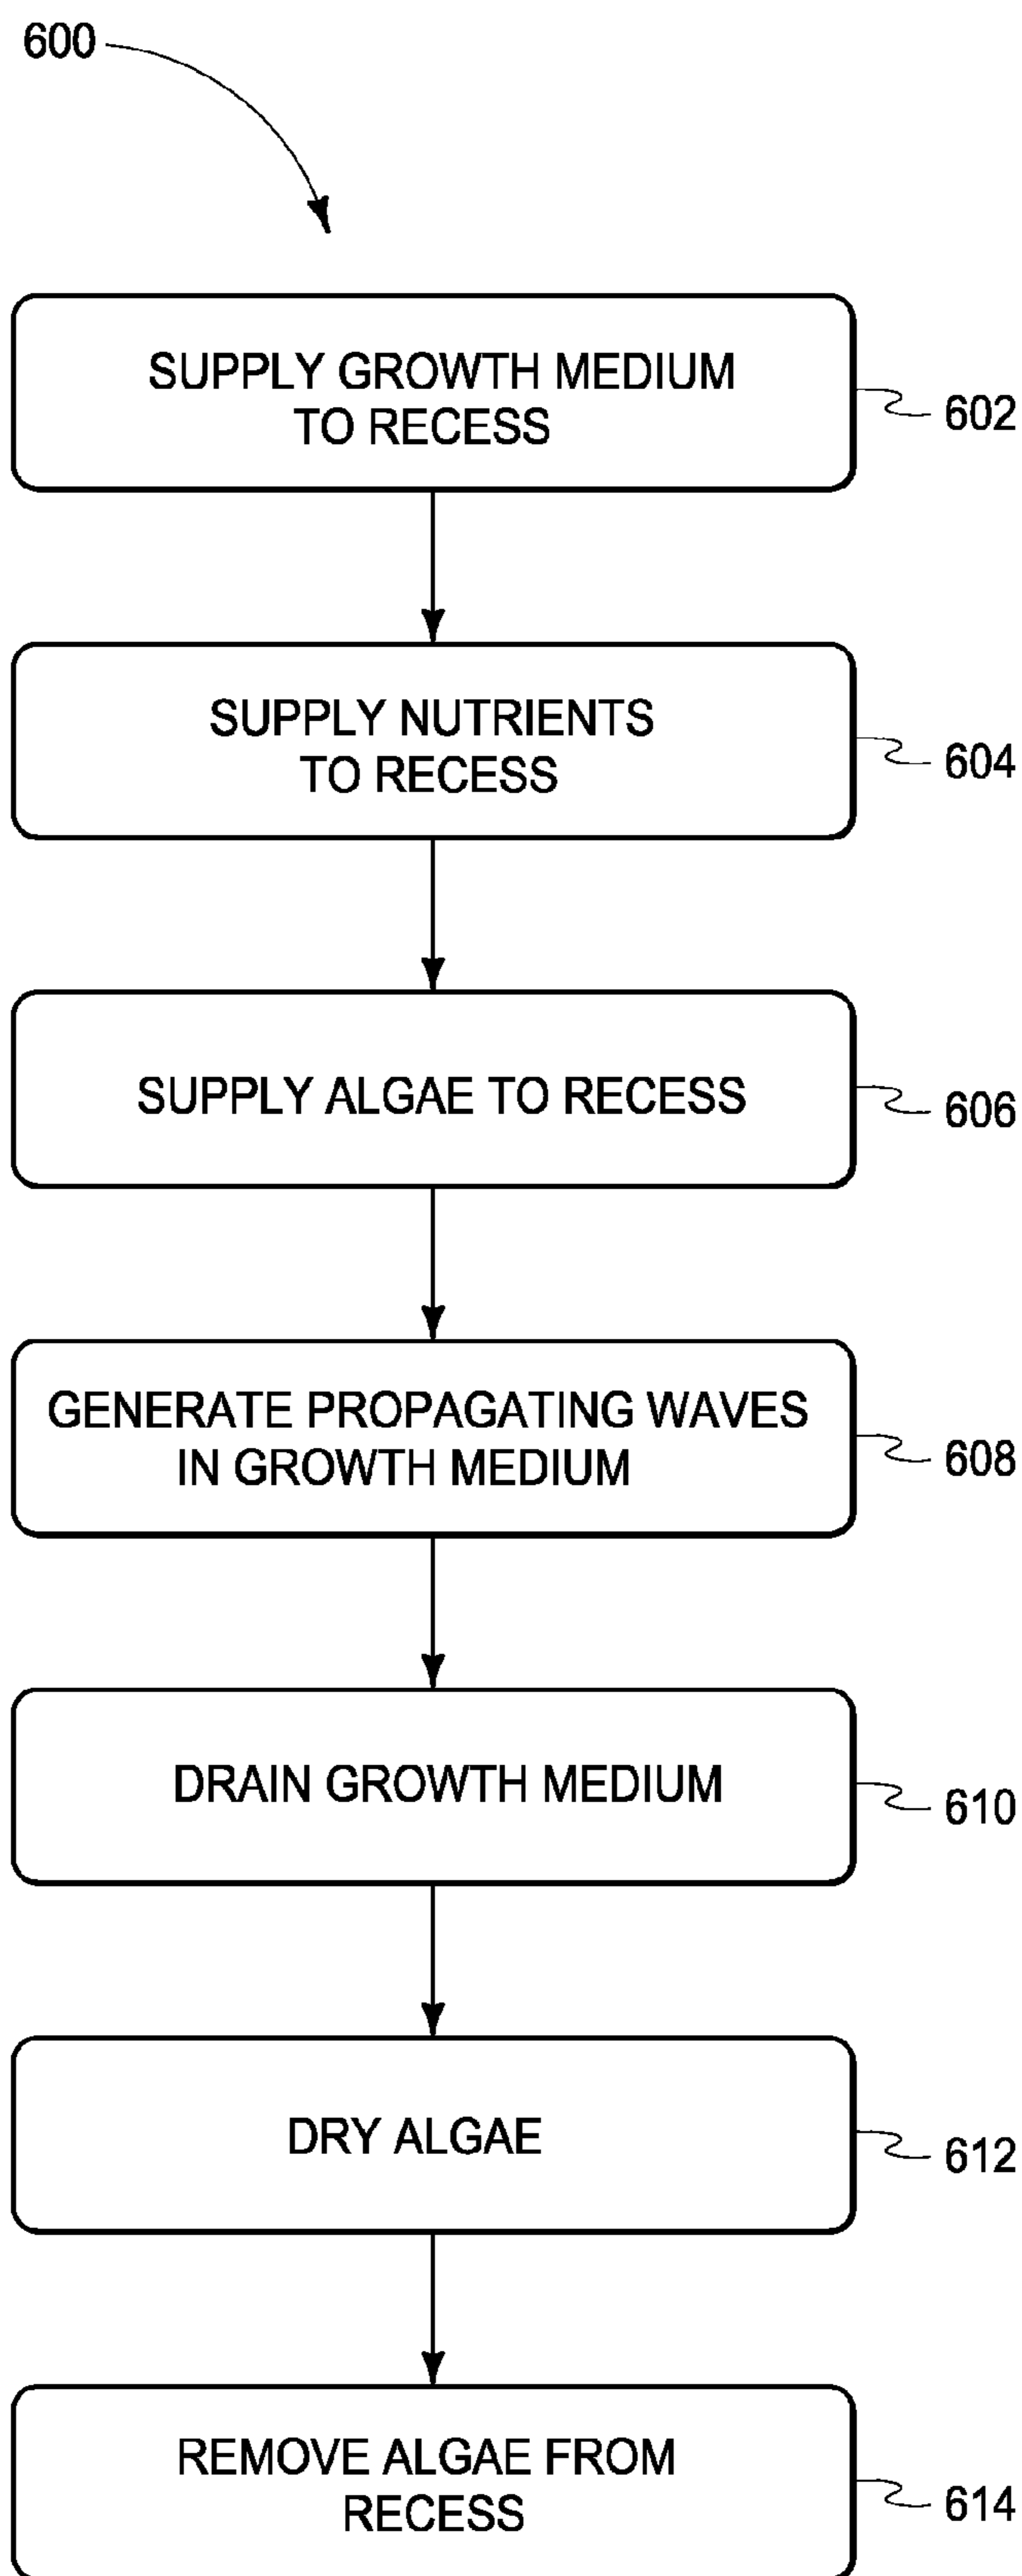 600
SUPPLY GROWTH MEDIUM
TO RECESS
602
SUPPLY NUTRIENTS
TO RECESS
604
SUPPLY ALGAE TO RECESS
606
GENERATE PROPAGATING WAVES
IN GROWTH MEDIUM
608
DRAIN GROWTH MEDIUM
610
DRY ALGAE
612
REMOVE ALGAE FROM
RECESS
614